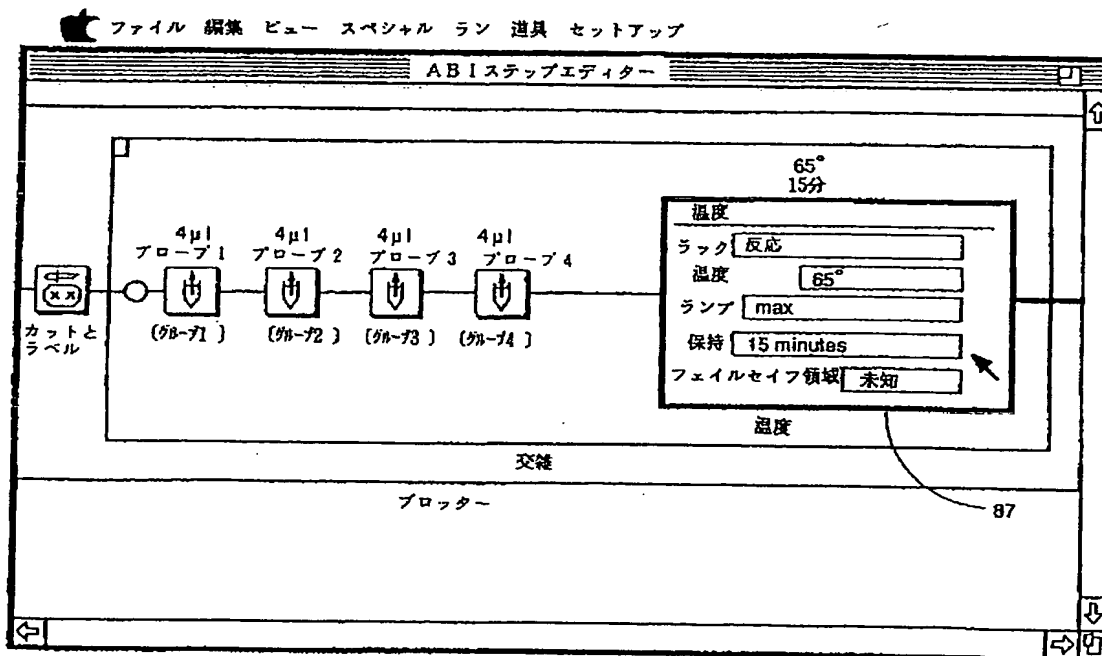 ファイル 編集 ビュー スペシャル ラン 道具 セットアップ
ABIステップエディター
65°
15分
温度
ラック 反応
温度 65°
ランプ max
保持 15 minutes
フェイルセイフ領域 未知
温度
4μl
プローブ1
(グループ1)
4μl
プローブ2
(グループ2)
4μl
プローブ3
(グループ3)
4μl
プローブ4
(グループ4)
カットと
ラベル
交雑
ブロッター
87